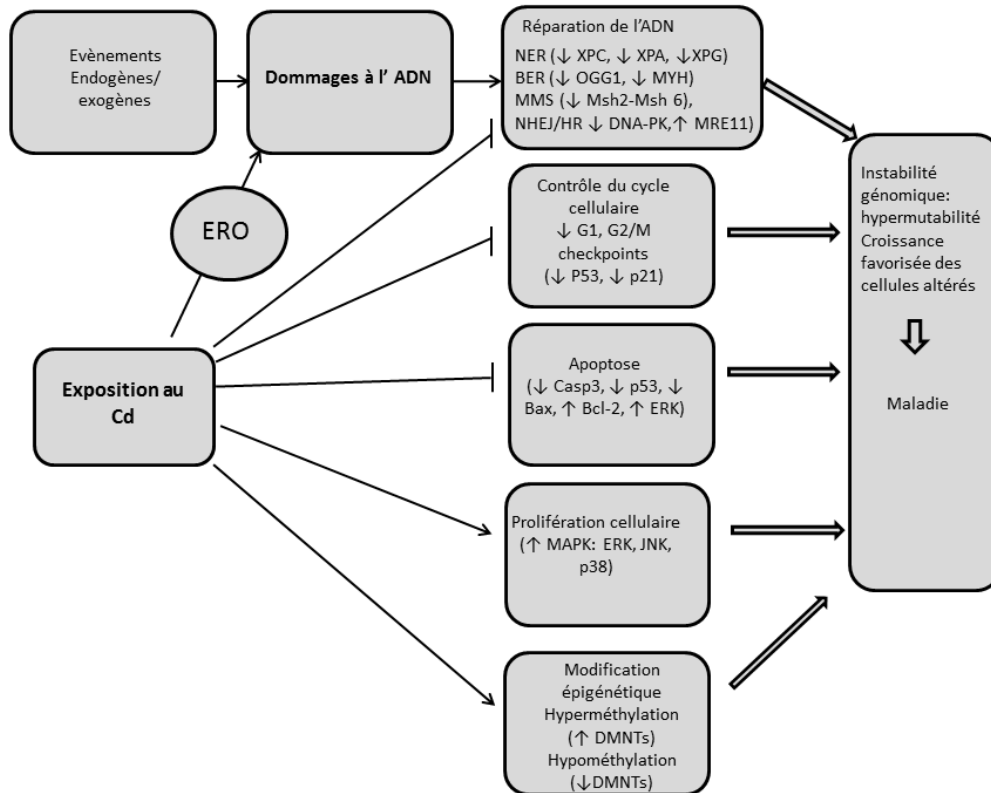 Evènements
Endogènes/
exogènes
Dommages à l’ ADN
Réparation de l’ADN
NER (↓ XPC, ↓ XPA, ↓XPG)
BER (↓ OGG1, ↓ MYH)
MMS (↓ Msh2-Msh 6),
NHEJ/HR ↓ DNA-PK,↑ MRE11)
ERO
Exposition au
Cd
Contrôle du cycle
cellulaire
↓ G1, G2/M
checkpoints
(↓ P53, ↓ p21)
Apoptose
(↓ Casp3, ↓ p53, ↓
Bax, ↑ Bcl-2, ↑ ERK)
Prolifération cellulaire
(↑ MAPK: ERK, JNK,
p38)
Modification
épigénétique
Hyperméthylation
(↑ DMNTs)
Hypométhylation
(↓DMNTs)
Instabilité
génomique:
hypermutabilité
Croissance
favorisée des
cellules altérés
Maladie